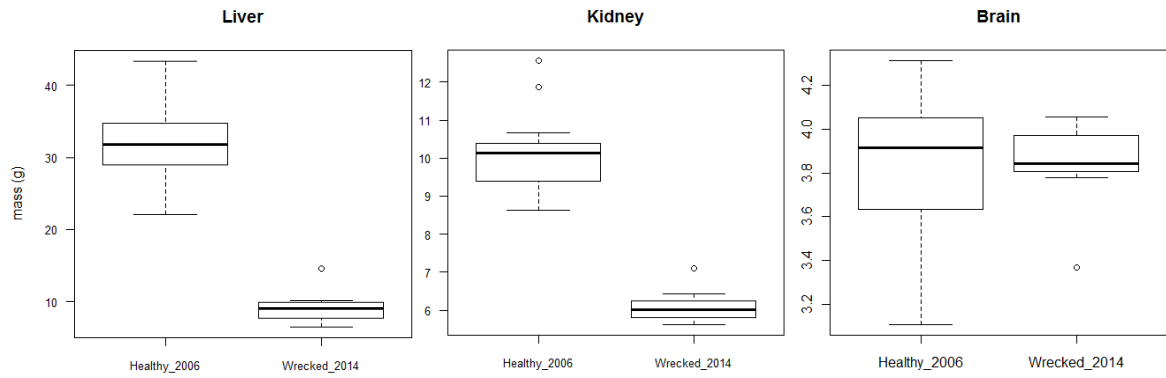 Liver
Kidney
Brain
mass (g)
40
30
20
10
Healthy_2006
Wrecked_2014
12
11
10
9
8
7
6
Healthy_2006
Wrecked_2014
4.2
4.0
3.8
3.6
3.4
3.2
Healthy_2006
Wrecked_2014